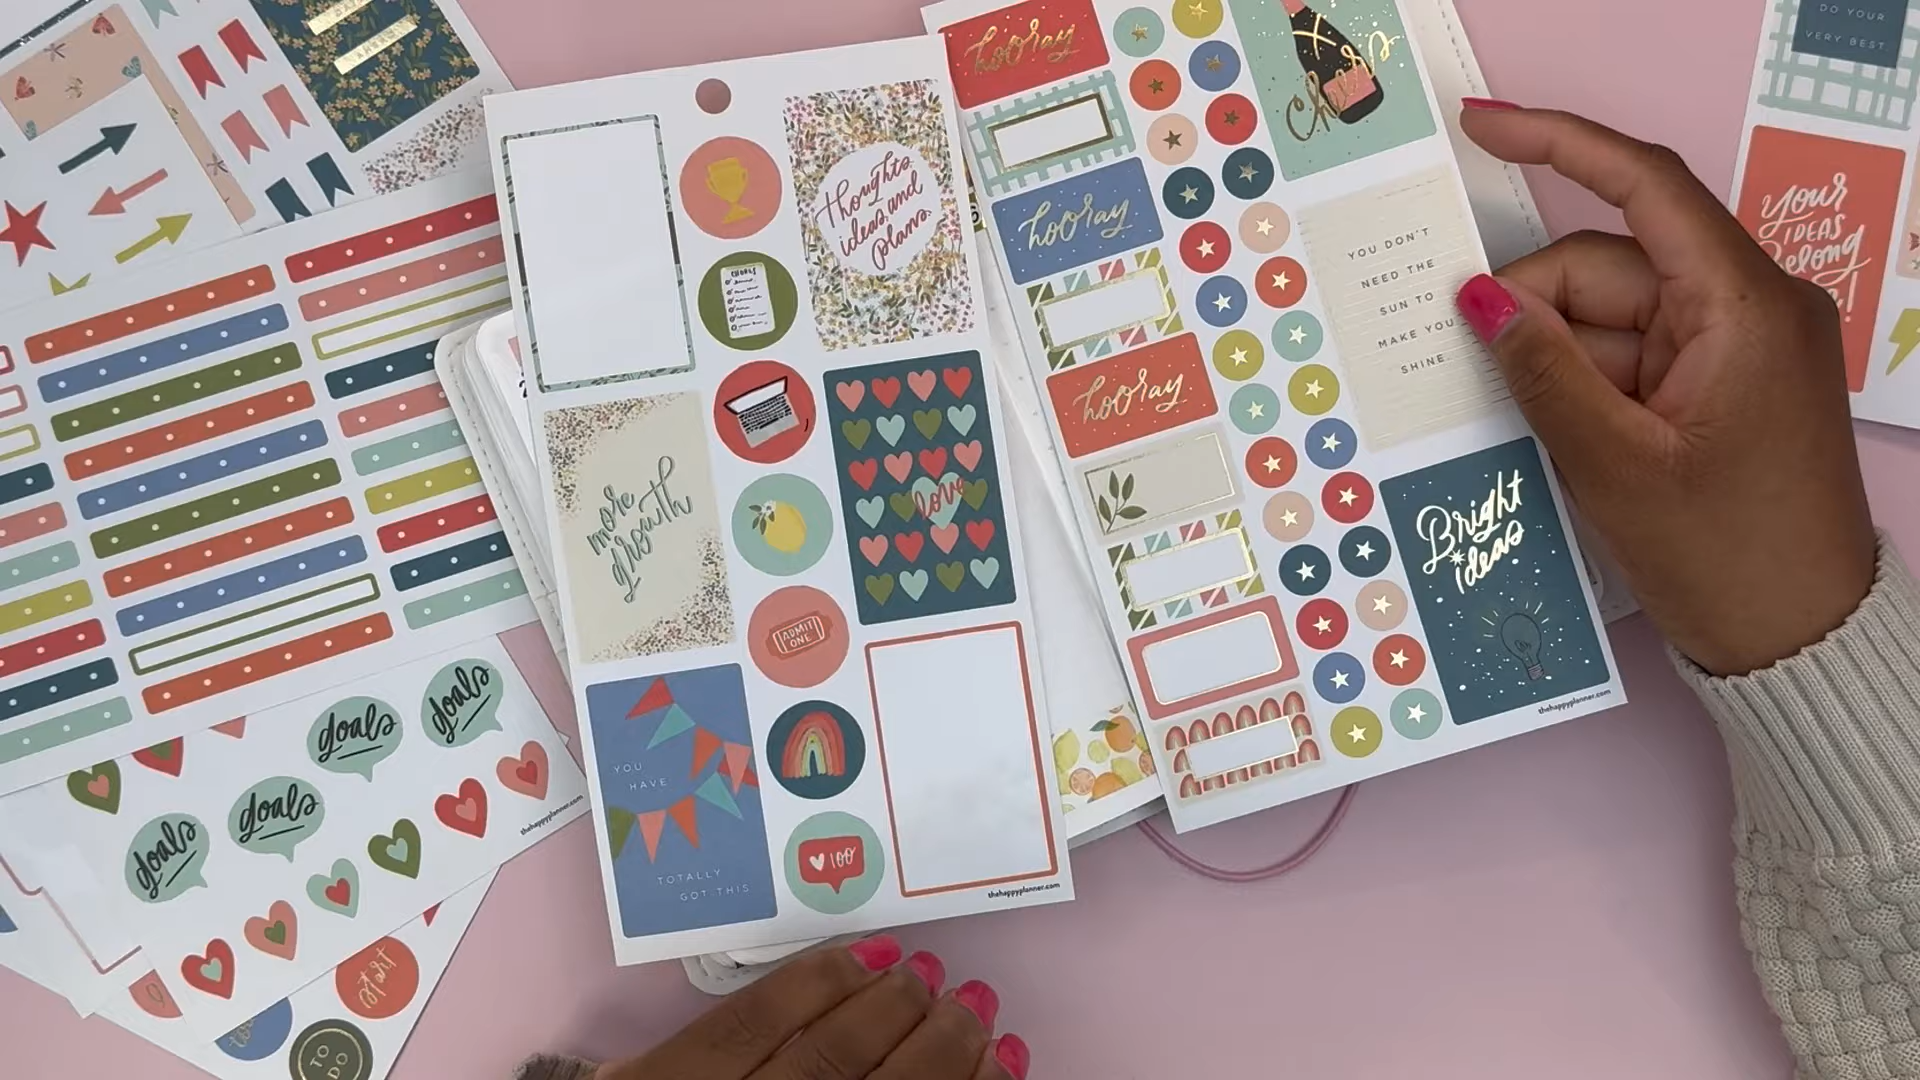 hooray
Cheers
DO YOUR
VERY BEST.
thoughts,
ideas, and
plans.
CHORES
hooray
YOU DON'T
NEED THE
SUN TO
MAKE YOU
SHINE.
your
IDEAS
belong
hooray
more
growth
love
Bright
ideas
ADMIT
ONE
YOU
HAVE
TOTALLY
GOT THIS
100
thehappyplanner.com
thehappyplanner.com
goals
goals
goals
goals
thehappyplanner.com
start
TO
DO